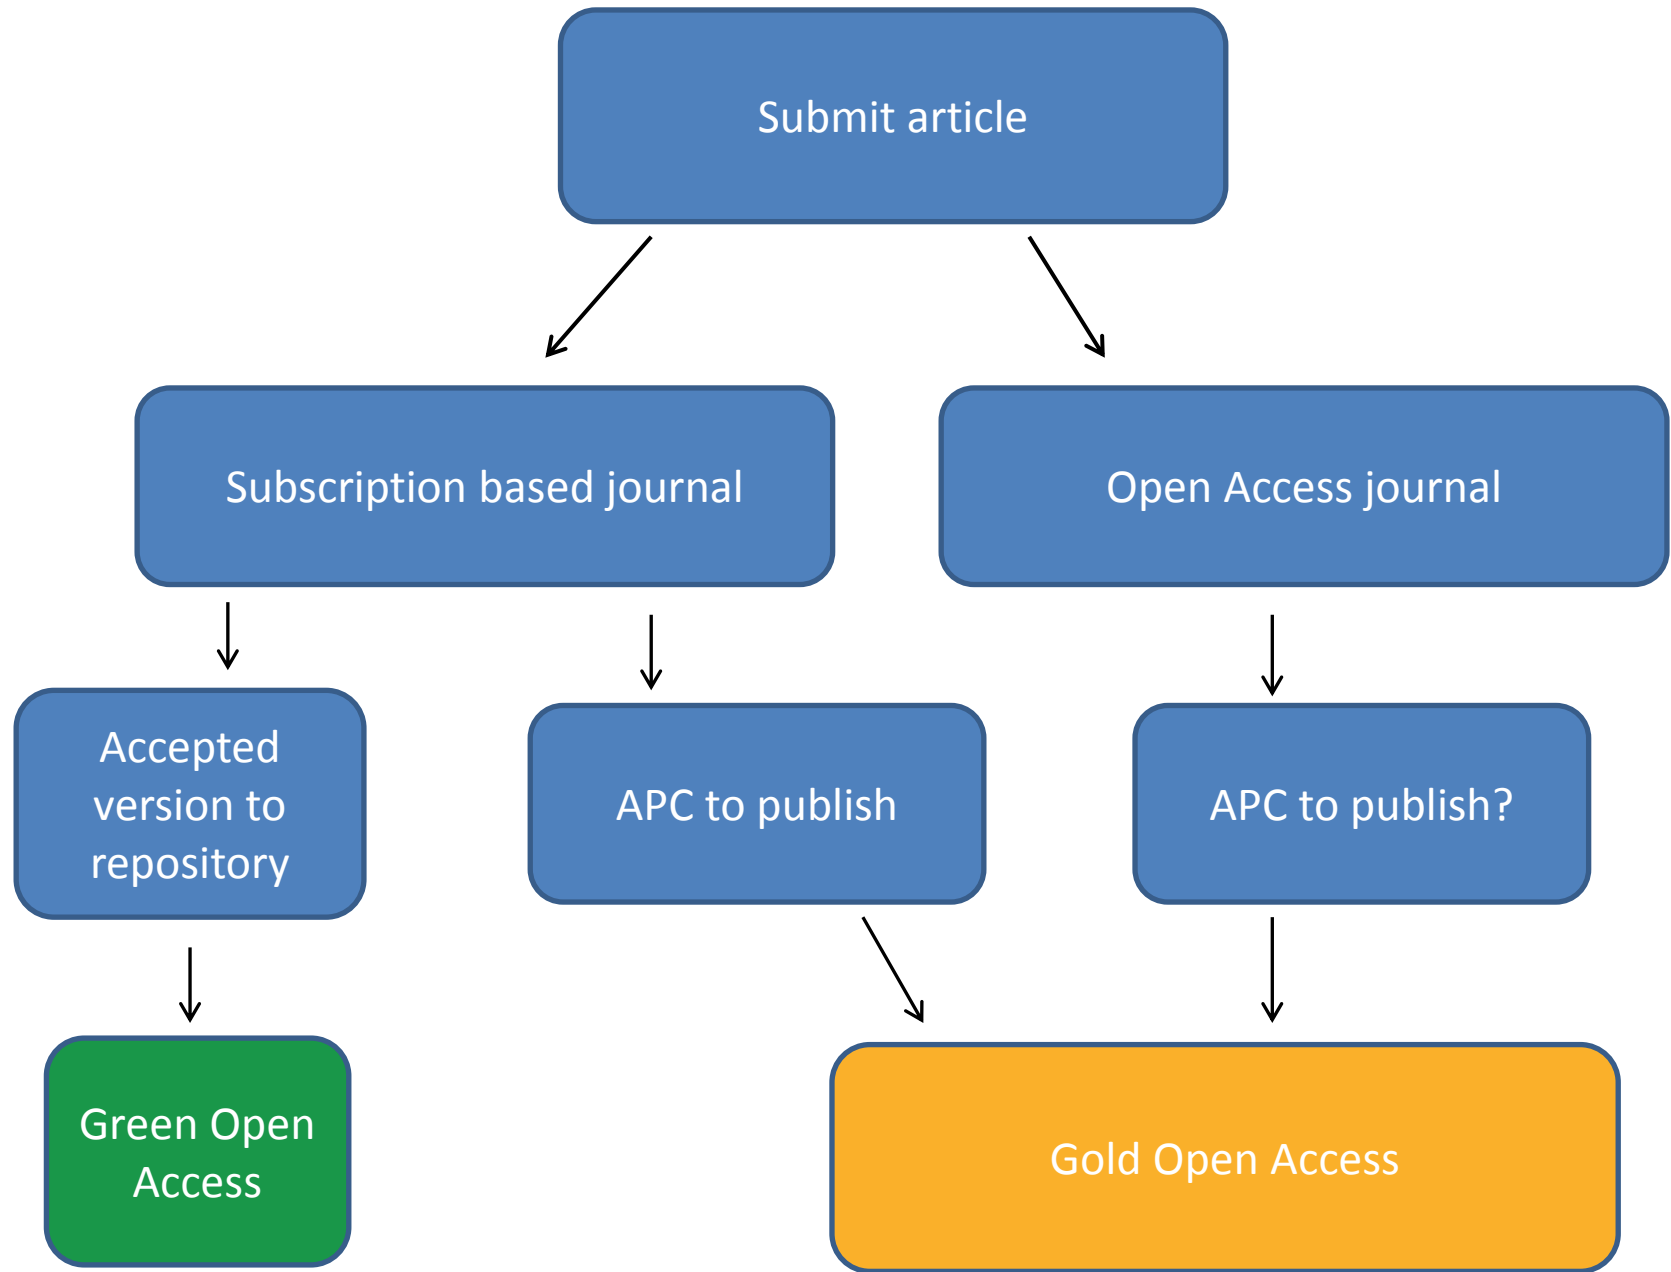 Submit article
Subscription based journal
Open Access journal
Accepted
version to
repository
APC to publish
APC to publish?
Green Open
Access
Gold Open Access